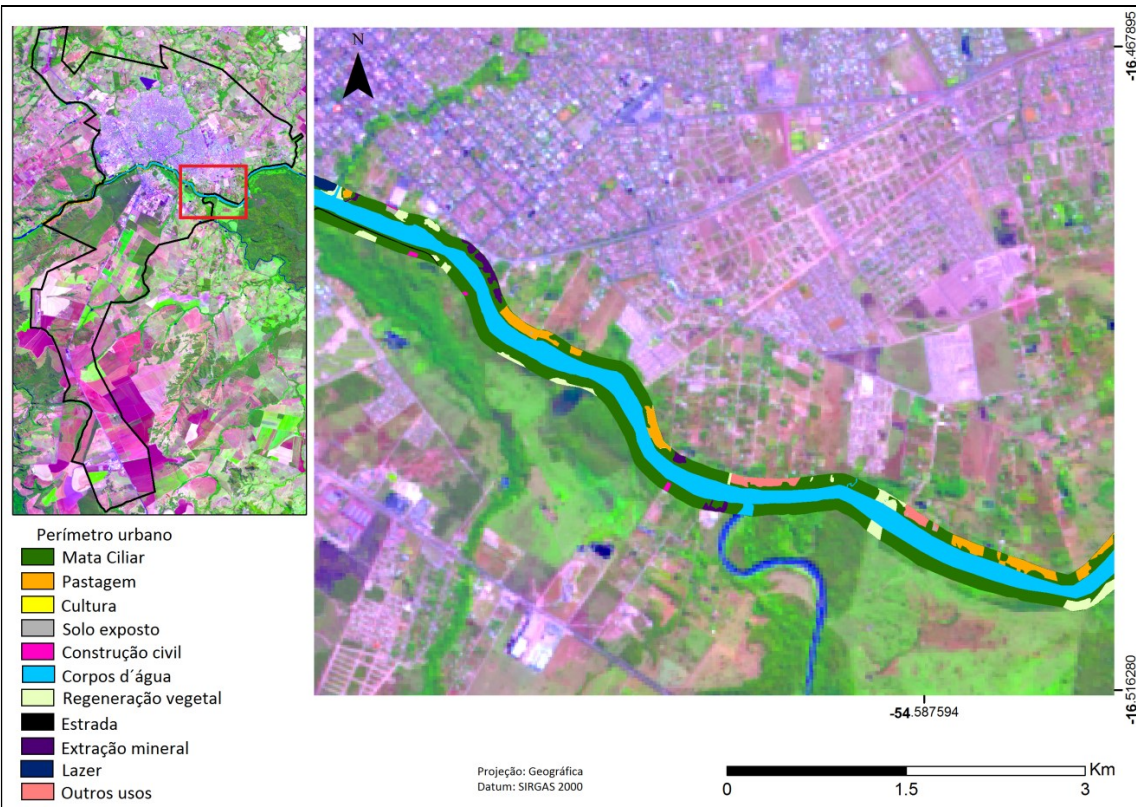 N
-16.467895
-16.516280
-54.587594
Perímetro urbano
Mata Ciliar
Pastagem
Cultura
Solo exposto
Construção civil
Corpos d´água
Regeneração vegetal
Estrada
Extração mineral
Lazer
Outros usos
Projeção: Geográfica
Datum: SIRGAS 2000
Km
0 1.5 3